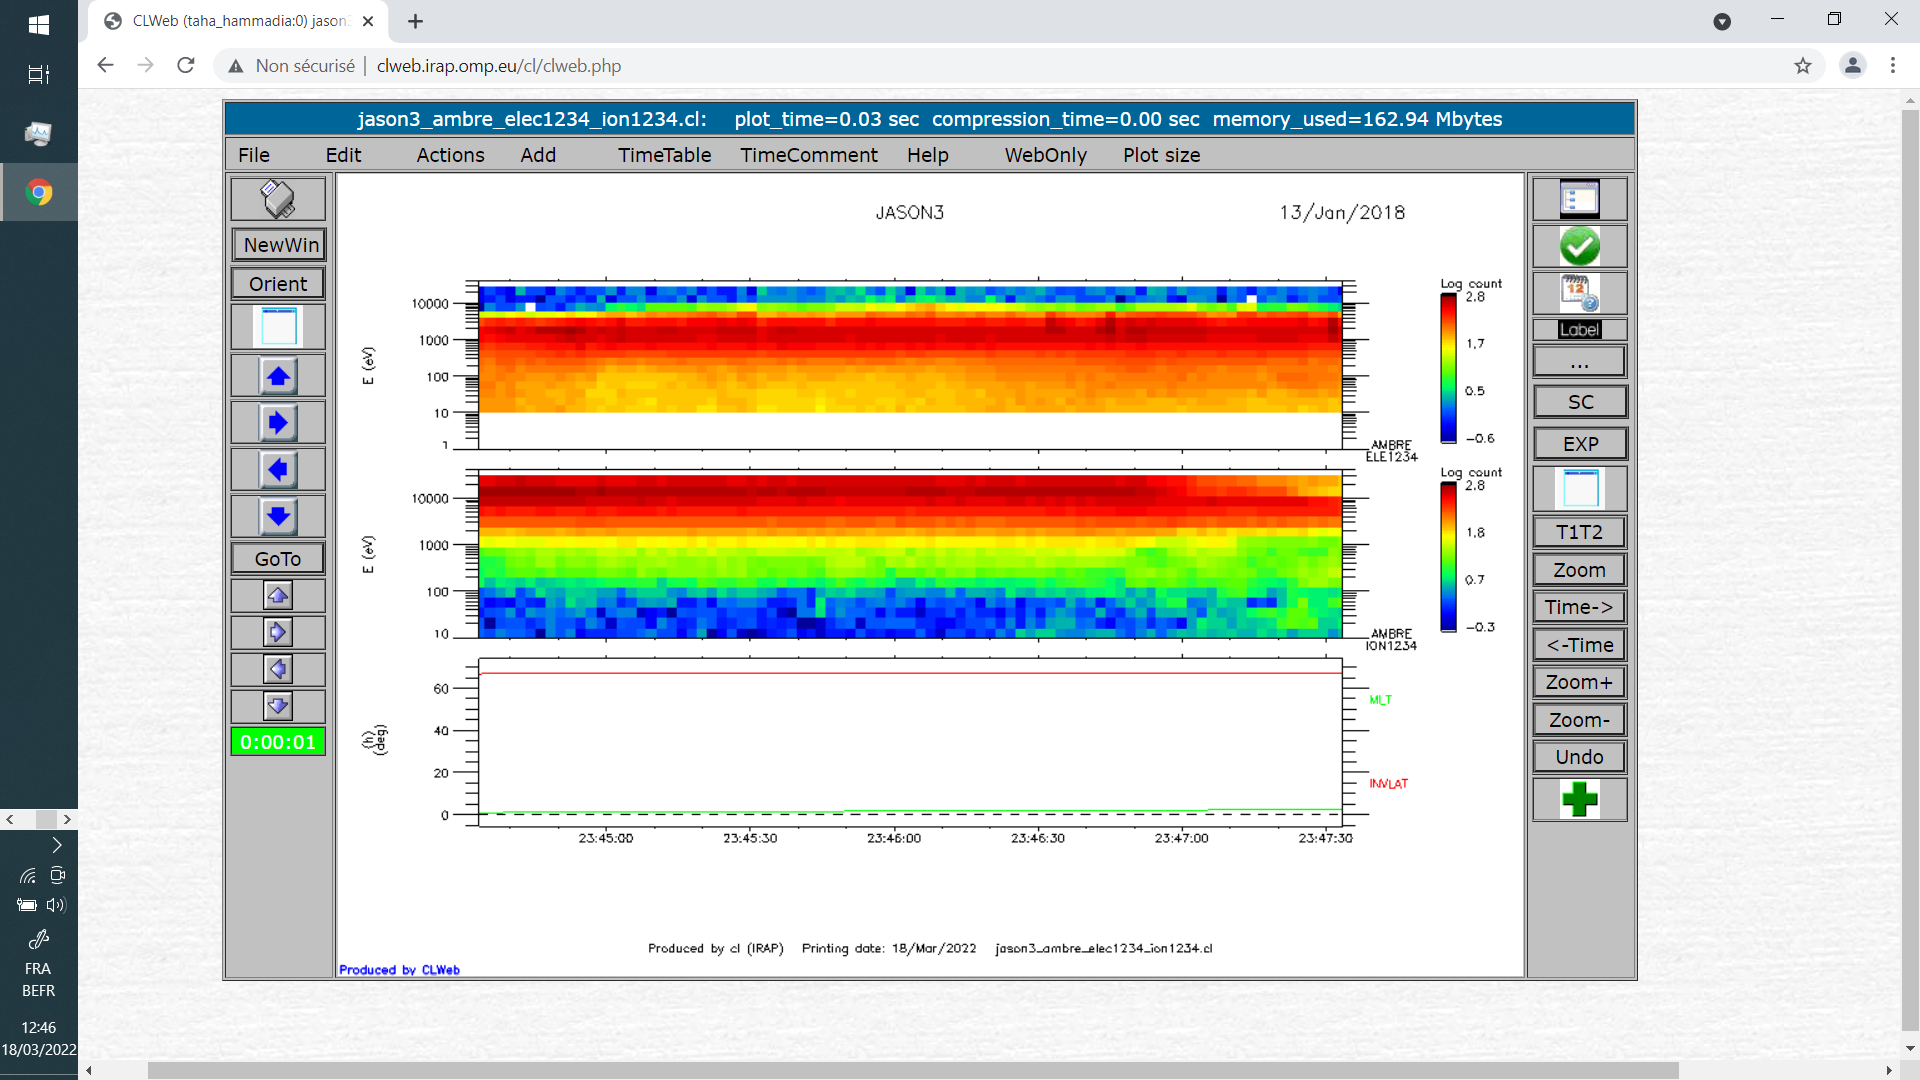 CLWeb (taha_hammadia:0) jason
Non sécurisé | clweb.irap.omp.eu/cl/clweb.php
jason3_ambre_elec1234_ion1234.cl: plot_time=0.03 sec compression_time=0.00 sec memory_used=162.94 Mbytes
File Edit Actions Add TimeTable TimeComment Help WebOnly Plot size
NewWin
Orient
GoTo
0:00:01
JASON3 13/Jan/2018
10000
1000
100
10
1
E (eV)
Log count
2.8
1.7
0.5
-0.6
AMBRE
ELE1234
10000
1000
100
10
E (eV)
Log count
2.8
1.8
0.7
-0.3
AMBRE
ION1234
60
40
20
0
(h)
(deg)
MLT
INVLAT
23:45:00 23:45:30 23:46:00 23:46:30 23:47:00 23:47:30
Produced by cl (IRAP) Printing date: 18/Mar/2022 jason3_ambre_elec1234_ion1234.cl
Produced by CLWeb
12
Label
...
SC
EXP
T1T2
Zoom
Time->
<-Time
Zoom+
Zoom-
Undo
FRA
BEFR
12:46
18/03/2022